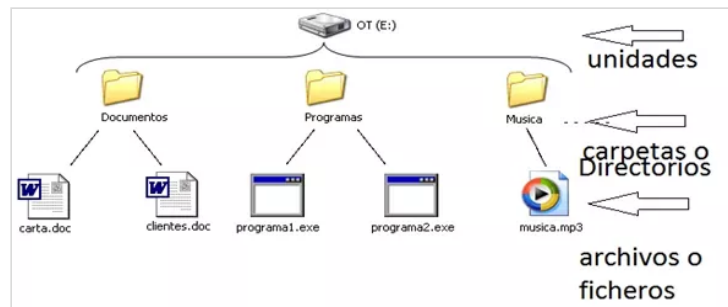 OT (E:)
unidades
Documentos
Programas
Musica
carpetas o
Directorios
carta.doc
clientes.doc
programa1.exe
programa2.exe
musica.mp3
archivos o
ficheros